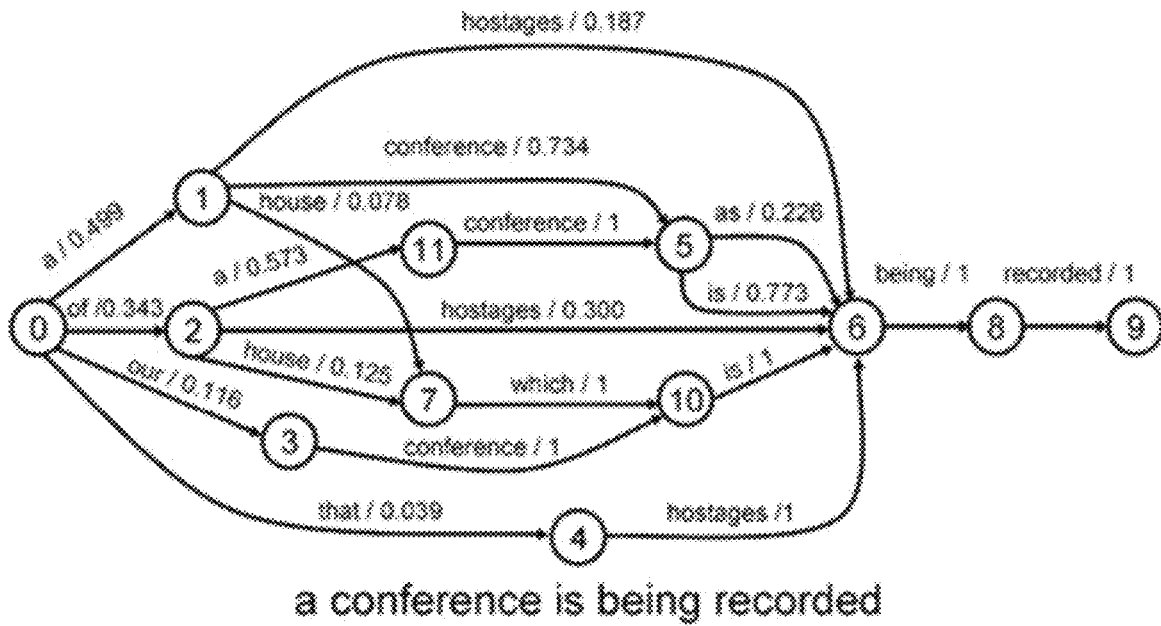 hostages / 0.187
conference / 0.734
1
house / 0.078
as / 0.226
a / 0.499
conference / 1
11
5
a / 0.573
being / 1
recorded / 1
is / 0.773
of /0.343
hostages / 0.300
0
2
6
8
9
house / 0.125
is / 1
our / 0.116
which / 1
7
10
3
conference / 1
that / 0.039
hostages /1
4
a conference is being recorded